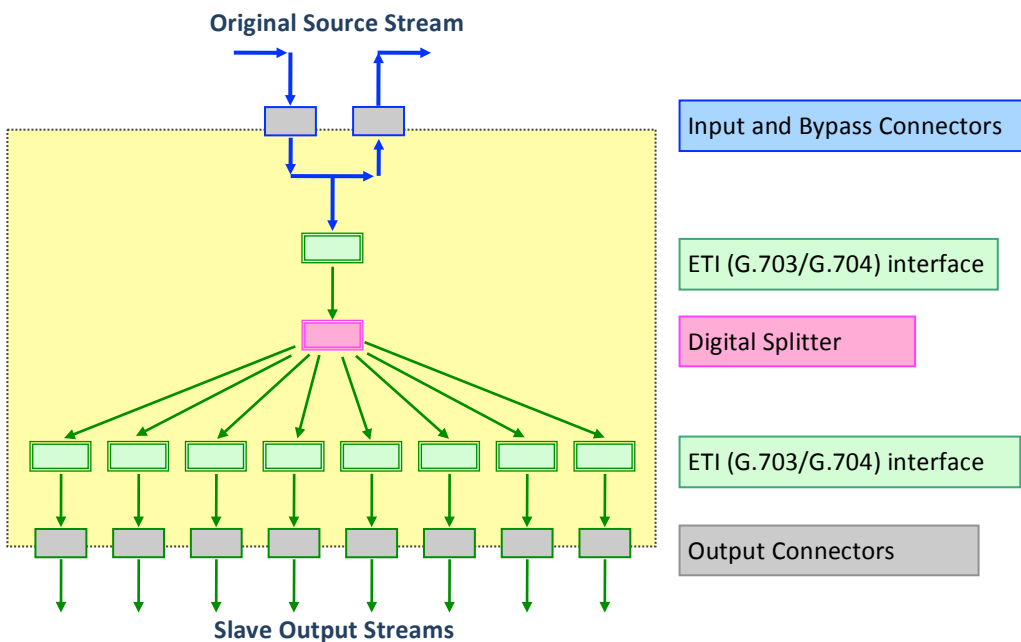 Original Source Stream
Input and Bypass Connectors
ETI (G.703/G.704) interface
Digital Splitter
ETI (G.703/G.704) interface
Output Connectors
Slave Output Streams